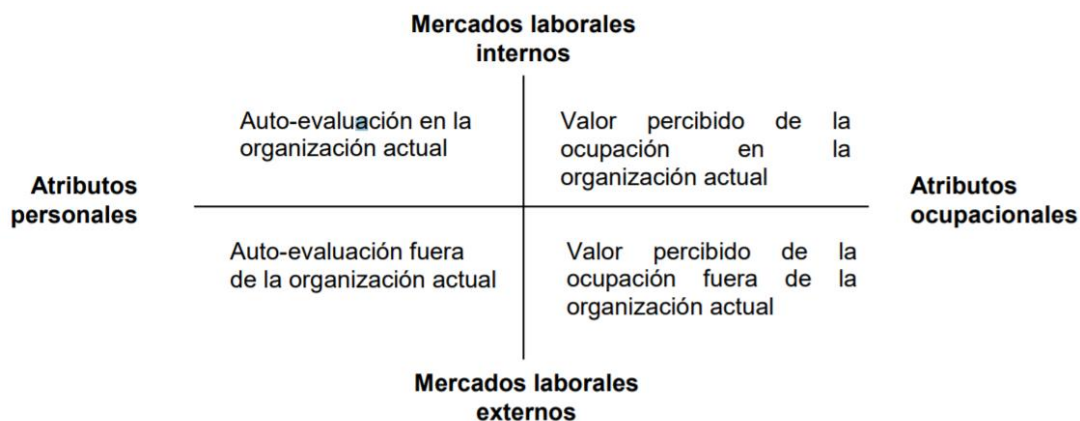 Mercados laborales
internos
Auto-evaluación en la
organización actual
Valor percibido de la
ocupación en la
organización actual
Atributos
personales
Atributos
ocupacionales
Auto-evaluación fuera
de la organización actual
Valor percibido de la
ocupación fuera de la
organización actual
Mercados laborales
externos